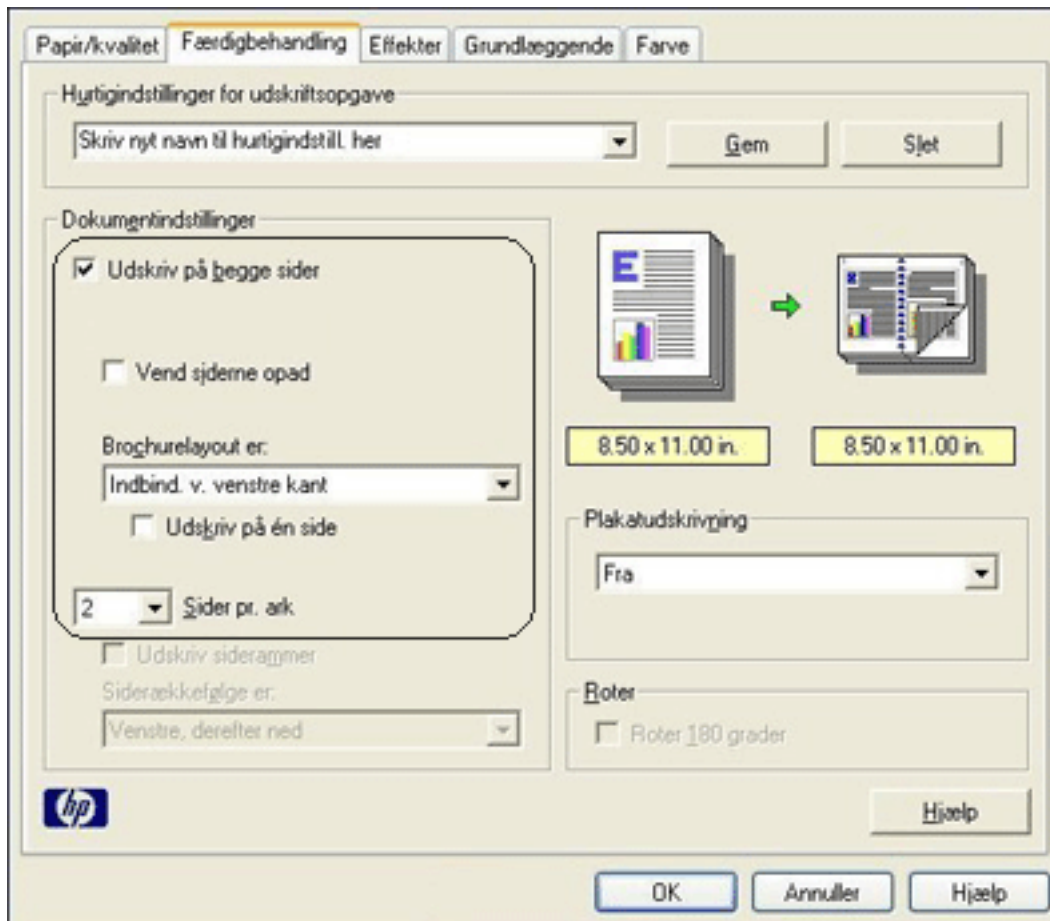 Papir/kvalitet Færdigbehandling Effekter Grundlæggende Farve
Hurtigindstillinger for udskriftsopgave
Skriv nyt navn til hurtigindstill. her
Gem
Slet
Dokumentindstillinger
Udskriv på begge sider
Vend siderne opad
Brochurelayout er:
Indbind. v. venstre kant
Udskriv på én side
2 Sider pr. ark
Udskriv siderammer
Siderækkefølge er:
Venstre, derefter ned
E
8.50 x 11.00 in.
8.50 x 11.00 in.
Plakatudskrivning
Fra
Roter
Roter 180 grader
hp
Hjælp
OK Annuller Hjælp